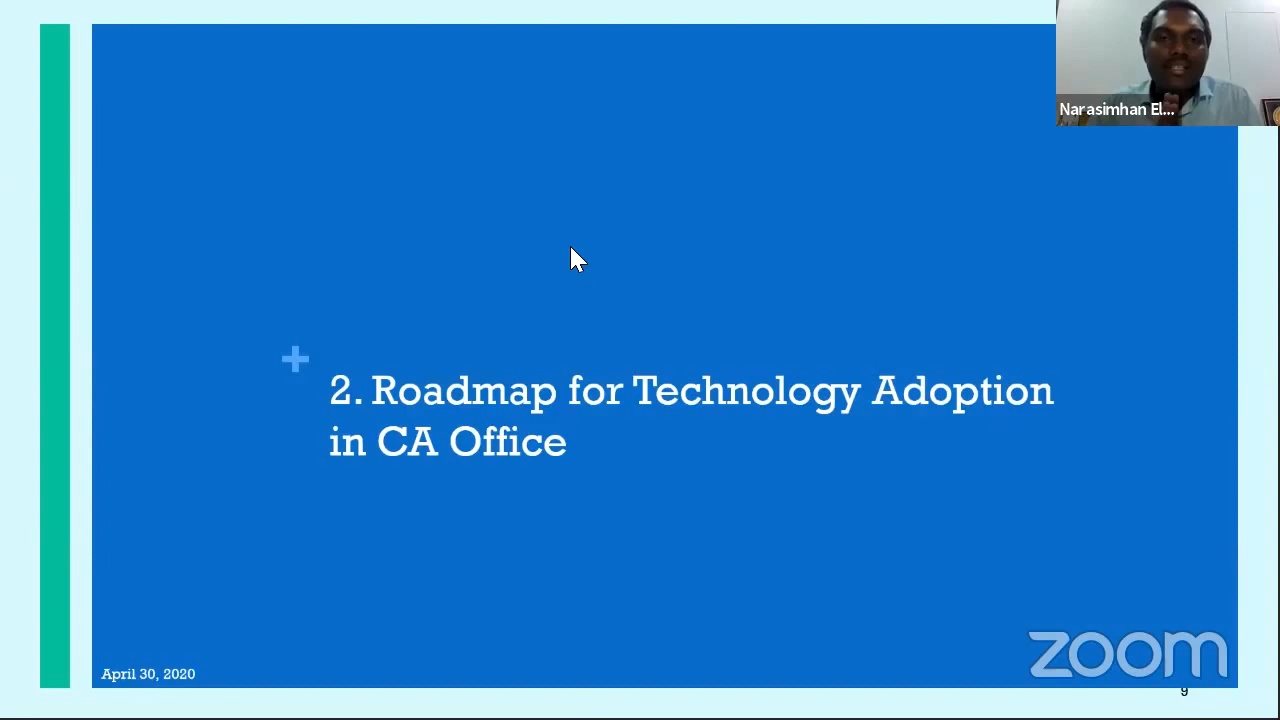 Narasimhan El...
2. Roadmap for Technology Adoption
in CA Office
April 30, 2020
zoom
9